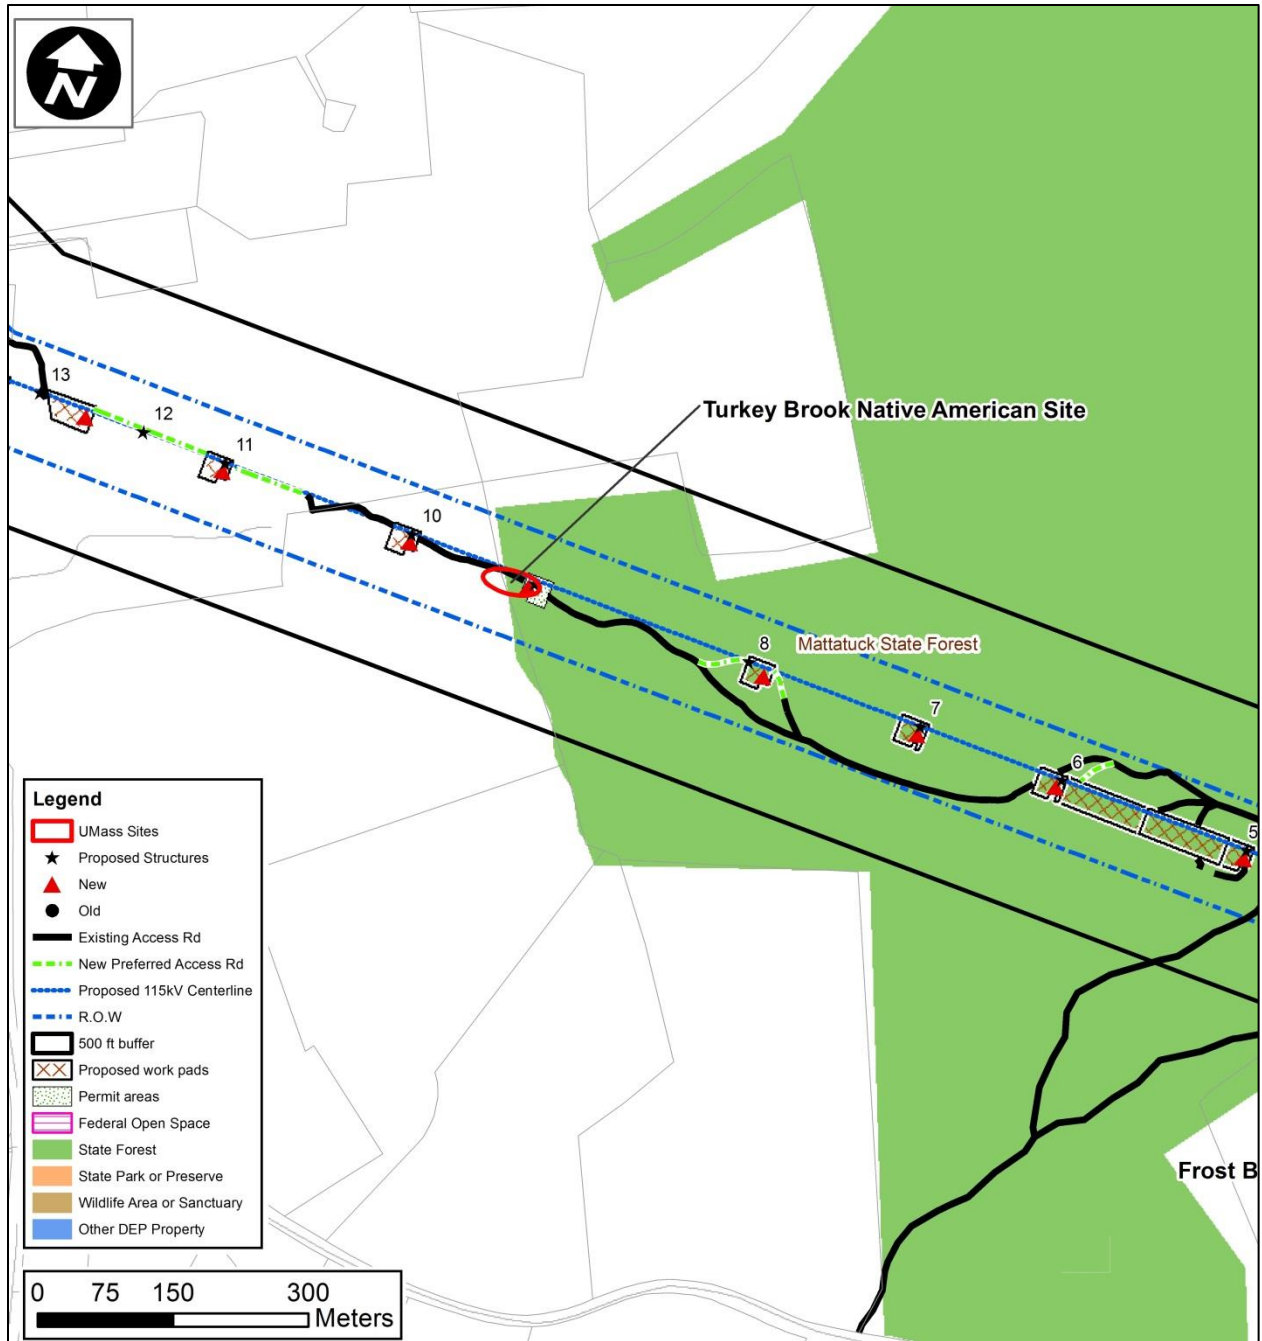 N
13
12
11
Turkey Brook Native American Site
10
8
Mattatuck State Forest
7
6
5
Legend
UMass Sites
Proposed Structures
New
Old
Existing Access Rd
New Preferred Access Rd
Proposed 115kV Centerline
R.O.W
500 ft buffer
Proposed work pads
Permit areas
Federal Open Space
State Forest
State Park or Preserve
Wildlife Area or Sanctuary
Other DEP Property
Frost B
0 75 150 300
Meters